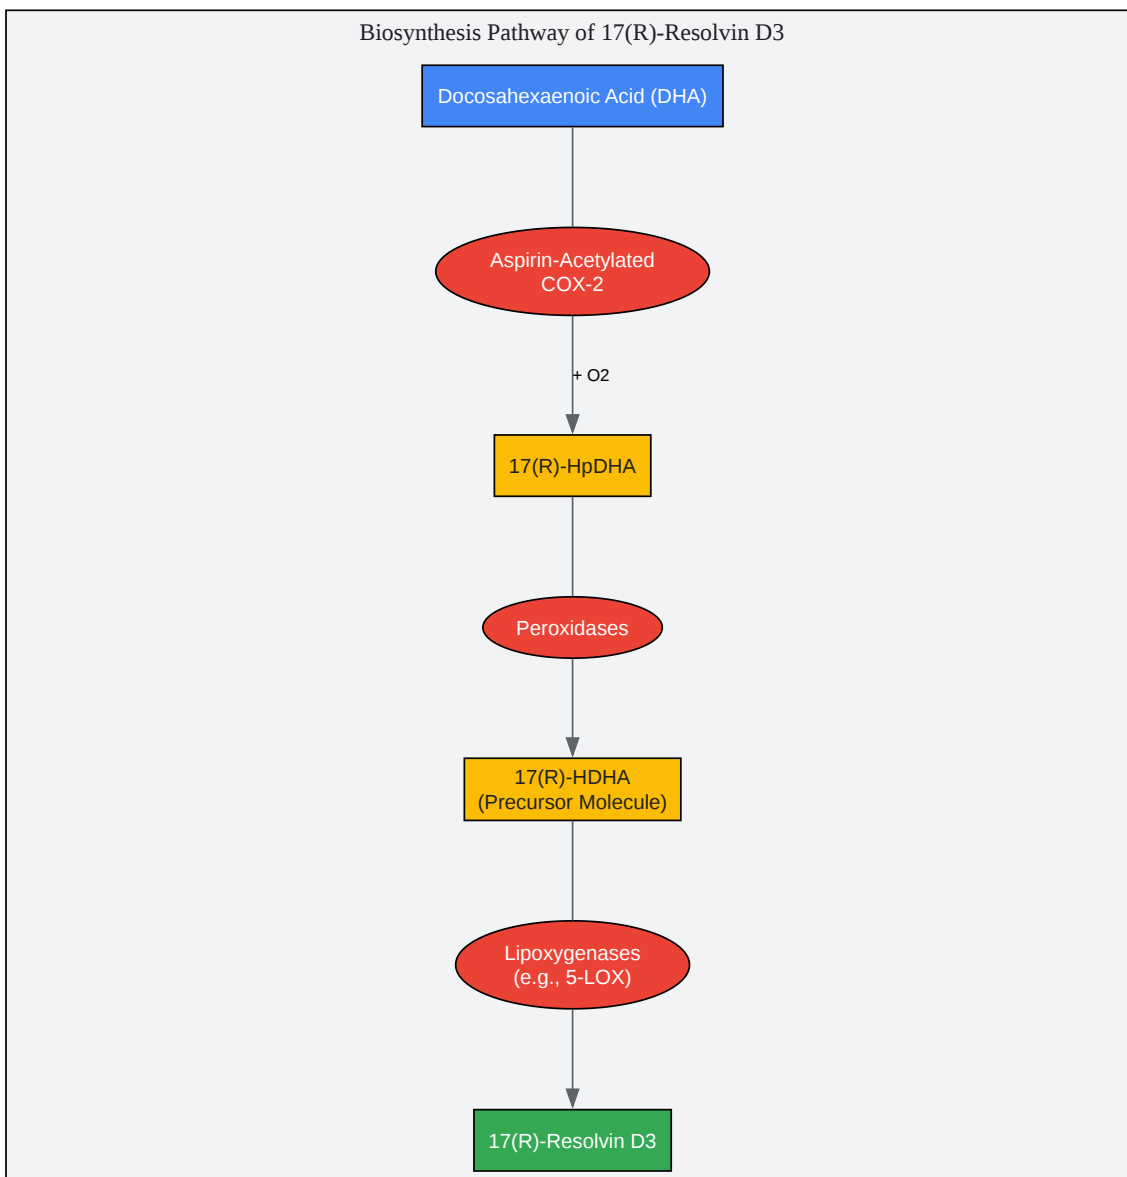 Biosynthesis Pathway of 17(R)-Resolvin D3
Docosahexaenoic Acid (DHA)
Aspirin-Acetylated
COX-2
+ O2
17(R)-HpDHA
Peroxidases
17(R)-HDHA
(Precursor Molecule)
Lipoxygenases
(e.g., 5-LOX)
17(R)-Resolvin D3